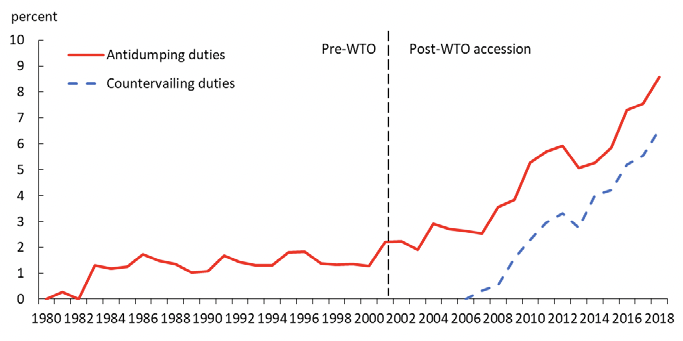 percent
10
9
8
7
6
5
4
3
2
1
0
Antidumping duties
Countervailing duties
Pre-WTO
Post-WTO accession
1980 1982 1984 1986 1988 1990 1992 1994 1996 1998 2000 2002 2004 2006 2008 2010 2012 2014 2016 2018